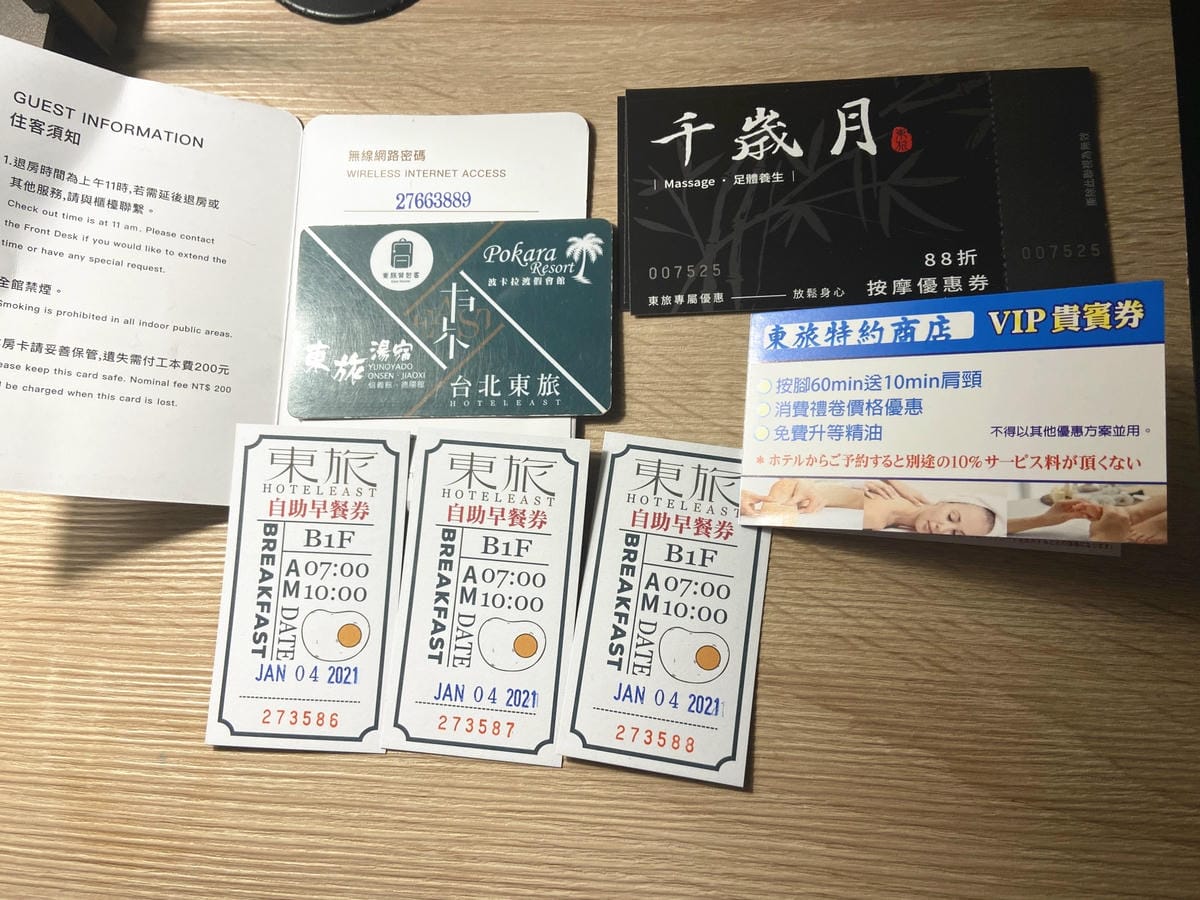 GUEST INFORMATION
住客須知
1.退房時間為上午11時,若需延後退房或
其他服務,請與櫃檯聯繫。
Check out time is at 11 am. Please contact
the Front Desk if you would like to extend the
time or have any special request.
全館禁煙。
Smoking is prohibited in all indoor public areas.
房卡請妥善保管,遺失需付工本費200元
ease keep this card safe. Nominal fee NT$ 200
l be charged when this card is lost.
無線網路密碼
WIRELESS INTERNET ACCESS
27663889
東旅背包客
Pokara
Resort
波卡拉渡假會館
東旅
湯宿
YUNOYADO
ONSEN · JIAOXI
台北東旅
HOTELEAST
千歲月
東旅
| Massage · 足體養生 |
88折
007525
007525
東旅專屬優惠
放鬆身心
按摩優惠券
東旅特約商店
VIP貴賓券
按腳60min送10min肩頸
消費禮卷價格優惠
免費升等精油
不得以其他優惠方案並用。
*ホテルからご予約すると別途の10%サービス料が頂くない
東旅
HOTELEAST
自助早餐券
BREAKFAST
B1F
AM
07:00
10:00
DATE
JAN 04 2021
273586
東旅
HOTELEAST
自助早餐券
BREAKFAST
B1F
AM
07:00
10:00
DATE
JAN 04 2021
273587
東旅
HOTELEAST
自助早餐券
BREAKFAST
B1F
AM
07:00
10:00
DATE
JAN 04 2021
273588